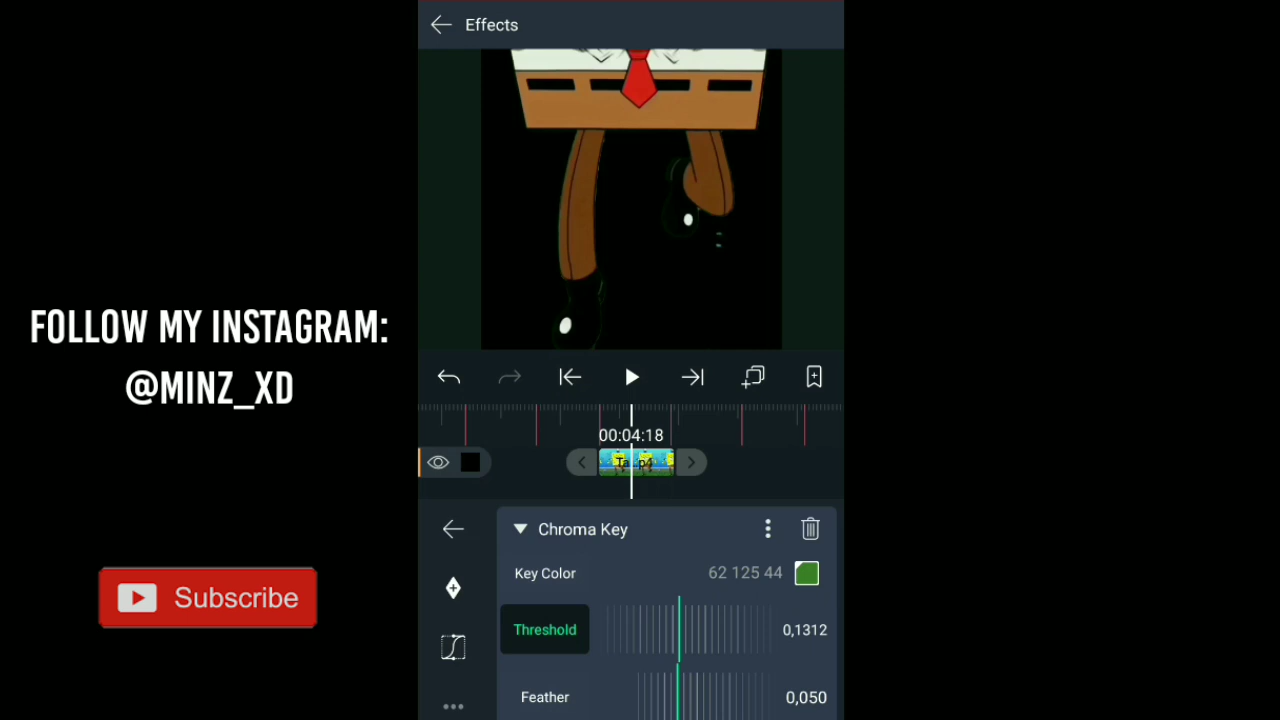 Effects
FOLLOW MY INSTAGRAM:
@MINZ_XD
00:04:18
Chroma Key
Key Color 62 125 44
Threshold 0,1312
Subscribe
Feather 0,050